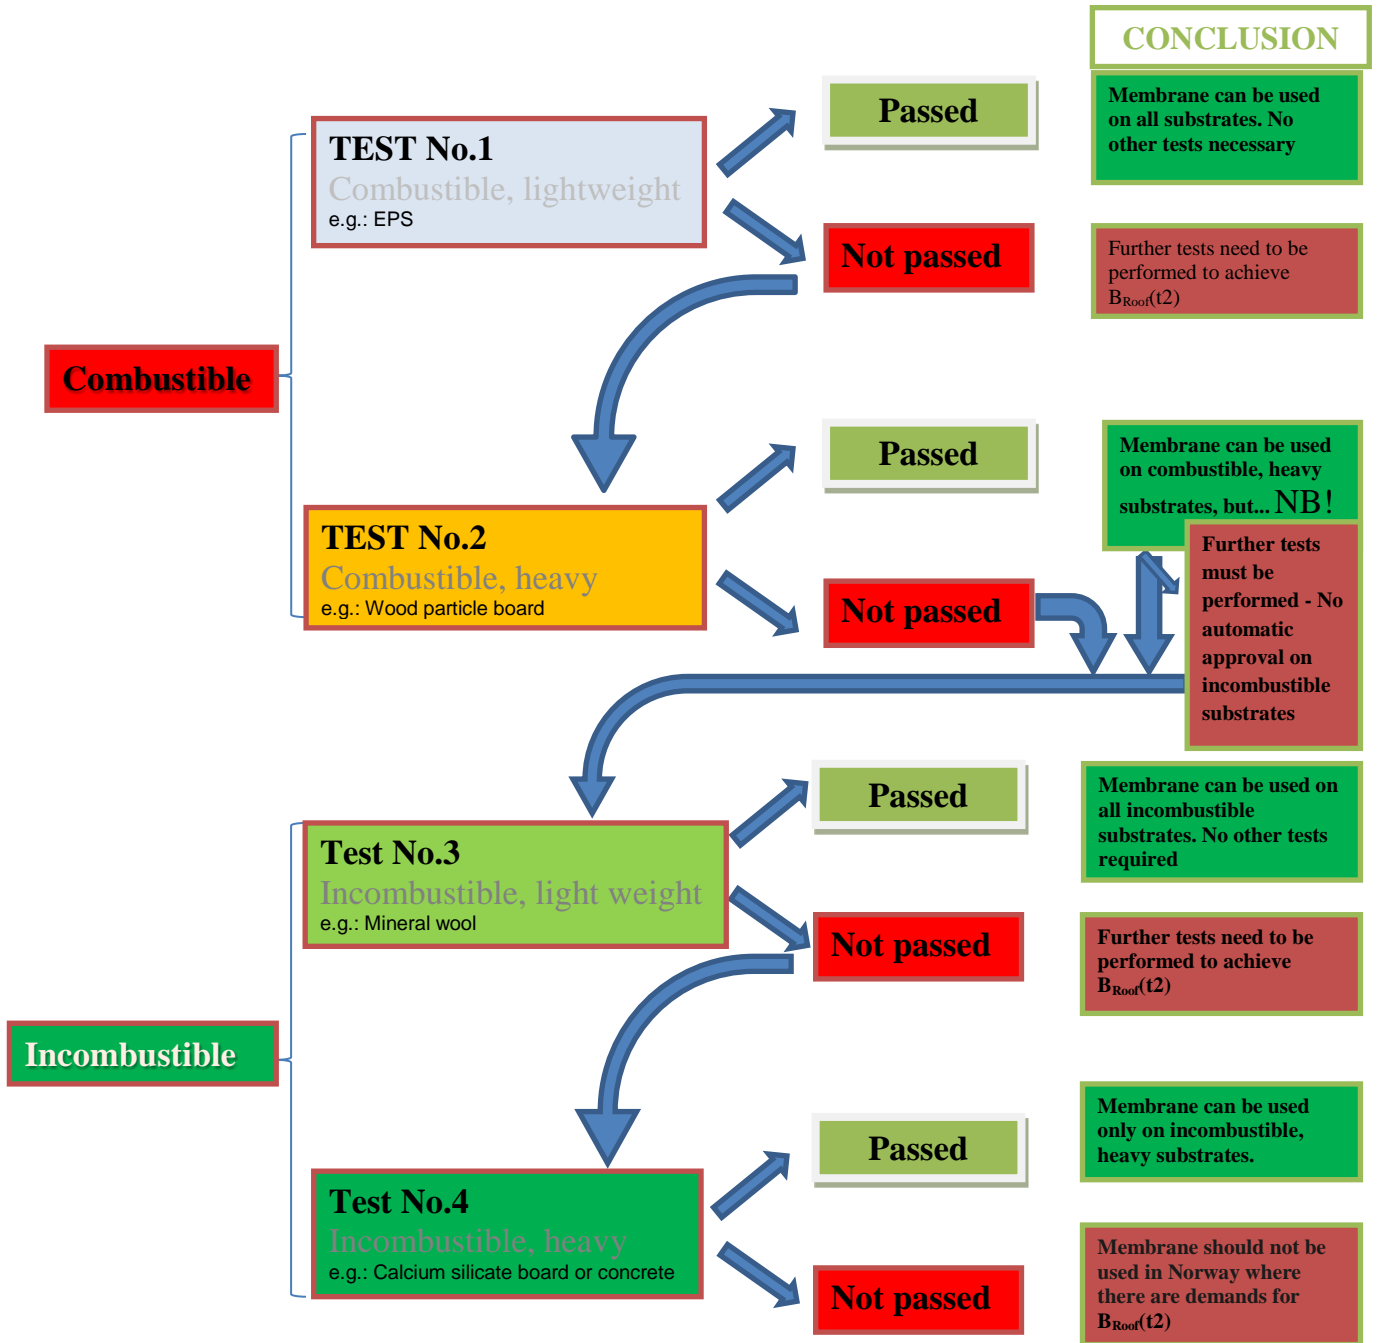 CONCLUSION
Passed
Membrane can be used
on all substrates. No
other tests necessary
TEST No.1
Combustible, lightweight
e.g.: EPS
Not passed
Further tests need to be
performed to achieve
BRoof(t2)
Combustible
Passed
Membrane can be used
on combustible, heavy
substrates, but... NB!
TEST No.2
Combustible, heavy
e.g.: Wood particle board
Not passed
Further tests
must be
performed - No
automatic
approval on
incombustible
substrates
Passed
Membrane can be used on
all incombustible
substrates. No other tests
required
Test No.3
Incombustible, light weight
e.g.: Mineral wool
Not passed
Further tests need to be
performed to achieve
BRoof(t2)
Incombustible
Passed
Membrane can be used
only on incombustible,
heavy substrates.
Test No.4
Incombustible, heavy
e.g.: Calcium silicate board or concrete
Not passed
Membrane should not be
used in Norway where
there are demands for
BRoof(t2)